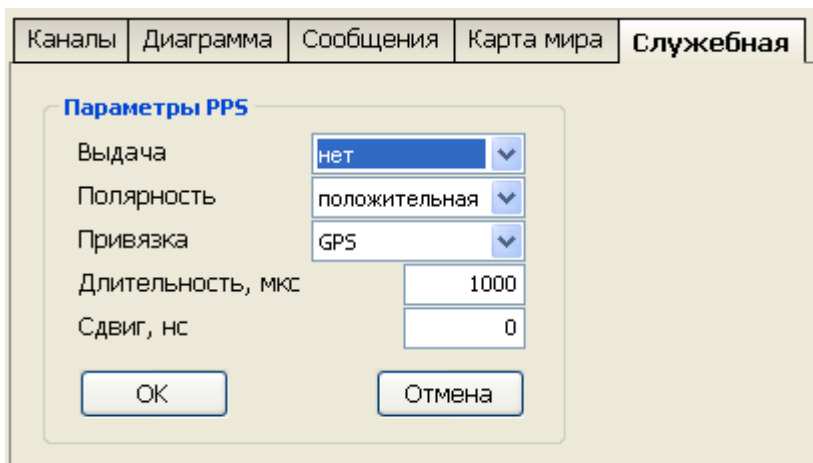 Каналы Диаграмма Сообщения Карта мира Служебная
Параметры PPS
Выдача нет
Полярность положительная
Привязка GPS
Длительность, мкс 1000
Сдвиг, нс 0
OK Отмена